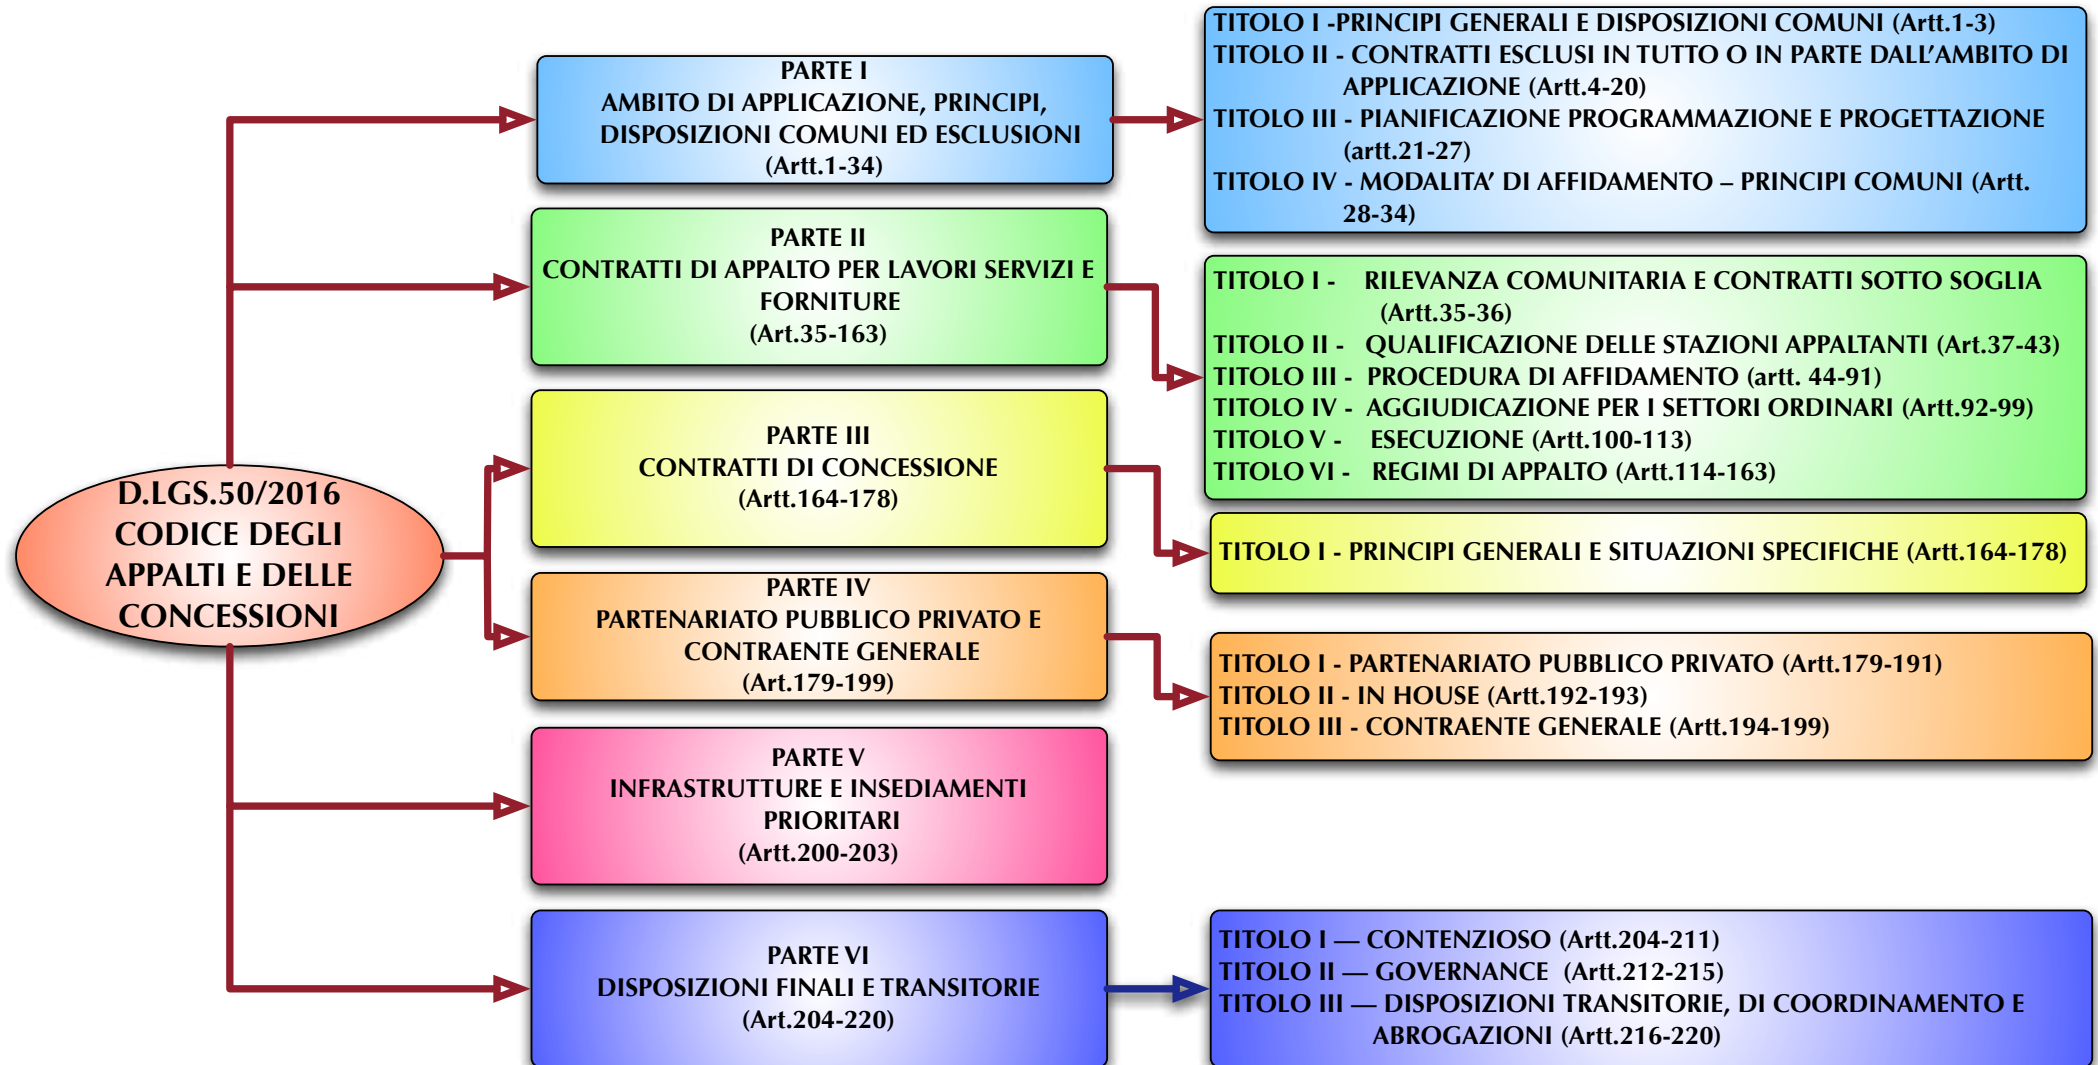 D.LGS.50/2016
CODICE DEGLI
APPALTI E DELLE
CONCESSIONI
PARTE I
AMBITO DI APPLICAZIONE, PRINCIPI,
DISPOSIZIONI COMUNI ED ESCLUSIONI
(Artt.1-34)
TITOLO I -PRINCIPI GENERALI E DISPOSIZIONI COMUNI (Artt.1-3)
TITOLO II - CONTRATTI ESCLUSI IN TUTTO O IN PARTE DALL'AMBITO DI
APPLICAZIONE (Artt.4-20)
TITOLO III - PIANIFICAZIONE PROGRAMMAZIONE E PROGETTAZIONE
(artt.21-27)
TITOLO IV - MODALITA' DI AFFIDAMENTO – PRINCIPI COMUNI (Artt.
28-34)
PARTE II
CONTRATTI DI APPALTO PER LAVORI SERVIZI E
FORNITURE
(Art.35-163)
TITOLO I - RILEVANZA COMUNITARIA E CONTRATTI SOTTO SOGLIA
(Artt.35-36)
TITOLO II - QUALIFICAZIONE DELLE STAZIONI APPALTANTI (Art.37-43)
TITOLO III - PROCEDURA DI AFFIDAMENTO (artt. 44-91)
TITOLO IV - AGGIUDICAZIONE PER I SETTORI ORDINARI (Artt.92-99)
TITOLO V - ESECUZIONE (Artt.100-113)
TITOLO VI - REGIMI DI APPALTO (Artt.114-163)
PARTE III
CONTRATTI DI CONCESSIONE
(Artt.164-178)
TITOLO I - PRINCIPI GENERALI E SITUAZIONI SPECIFICHE (Artt.164-178)
PARTE IV
PARTENARIATO PUBBLICO PRIVATO E
CONTRAENTE GENERALE
(Art.179-199)
TITOLO I - PARTENARIATO PUBBLICO PRIVATO (Artt.179-191)
TITOLO II - IN HOUSE (Artt.192-193)
TITOLO III - CONTRAENTE GENERALE (Artt.194-199)
PARTE V
INFRASTRUTTURE E INSEDIAMENTI
PRIORITARI
(Artt.200-203)
PARTE VI
DISPOSIZIONI FINALI E TRANSITORIE
(Art.204-220)
TITOLO I — CONTENZIOSO (Artt.204-211)
TITOLO II — GOVERNANCE (Artt.212-215)
TITOLO III — DISPOSIZIONI TRANSITORIE, DI COORDINAMENTO E
ABROGAZIONI (Artt.216-220)